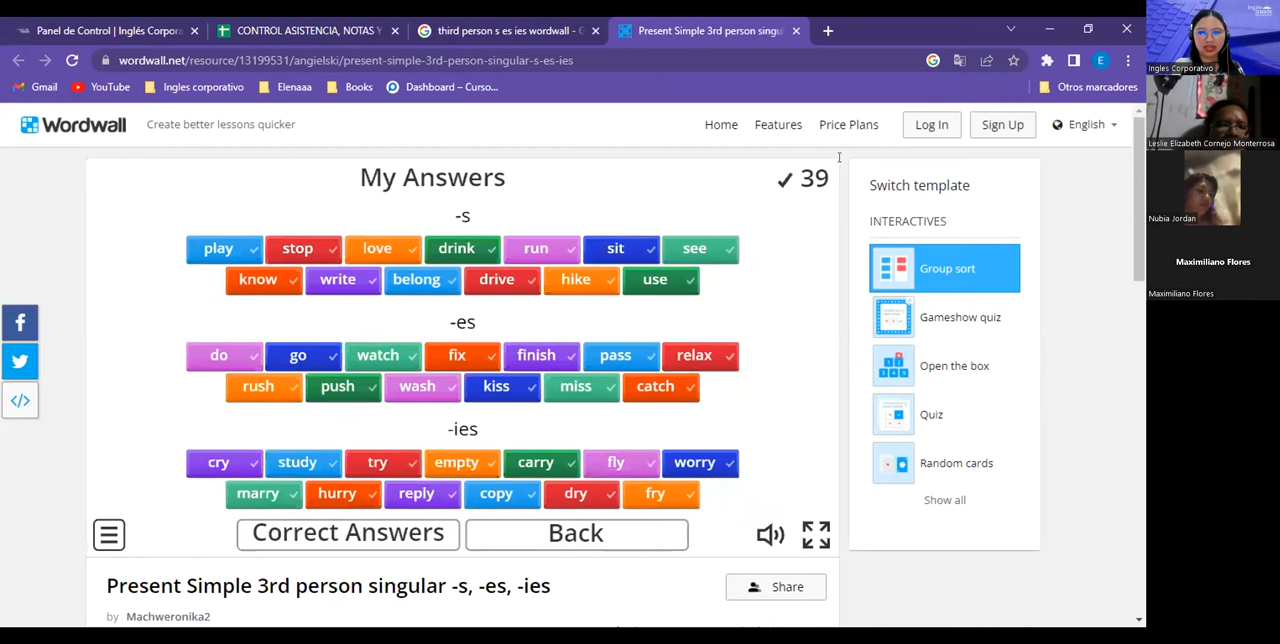 Panel de Control | Inglés Corpora
CONTROL ASISTENCIA, NOTAS Y
third person s es ies wordwall - G
Present Simple 3rd person singul
wordwall.net/resource/13199531/angielski/present-simple-3rd-person-singular-s-es-ies
E
Gmail
YouTube
Ingles corporativo
Elenaaa
Books
Dashboard – Curso...
Otros marcadores
Wordwall
Create better lessons quicker
Home
Features
Price Plans
Log In
Sign Up
English
My Answers
39
-s
play stop love drink run sit see
know write belong drive hike use
-es
do go watch fix finish pass relax
rush push wash kiss miss catch
-ies
cry study try empty carry fly worry
marry hurry reply copy dry fry
Correct Answers
Back
Switch template
INTERACTIVES
Group sort
Gameshow quiz
Open the box
Quiz
Random cards
Show all
Present Simple 3rd person singular -s, -es, -ies
Share
by Machweronika2
Ingles Corporativo
Leslie Elizabeth Cornejo Monterrosa
Nubia Jordan
Maximiliano Flores
Maximiliano Flores